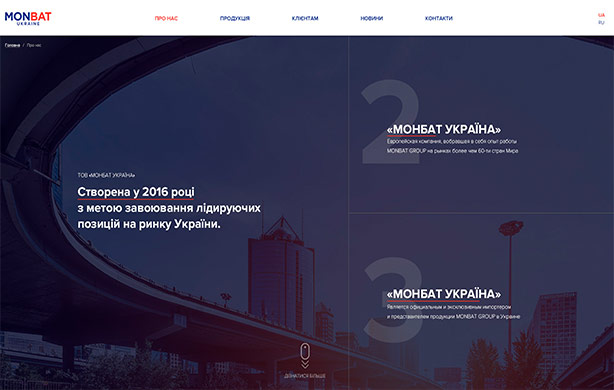 MONBAT
UKRAINE
ПРО НАС
ПРОДУКЦІЯ
КЛІЄНТАМ
НОВИНИ
КОНТАКТИ
UA
RU
Головна / Про нас
2
«МОНБАТ УКРАЇНА»
Европейская компания, вобравшая в себя опыт работы
MONBAT GROUP на рынках более чем 60-ти стран Мира
ТОВ «МОНБАТ УКРАЇНА»
Створена у 2016 році
з метою завоювання лідируючих
позицій на ринку України.
3
«МОНБАТ УКРАЇНА»
Является официальным и эксклюзивным импортером
и представителем продукции MONBAT GROUP в Украине
ДІЗНАТИСЯ БІЛЬШЕ